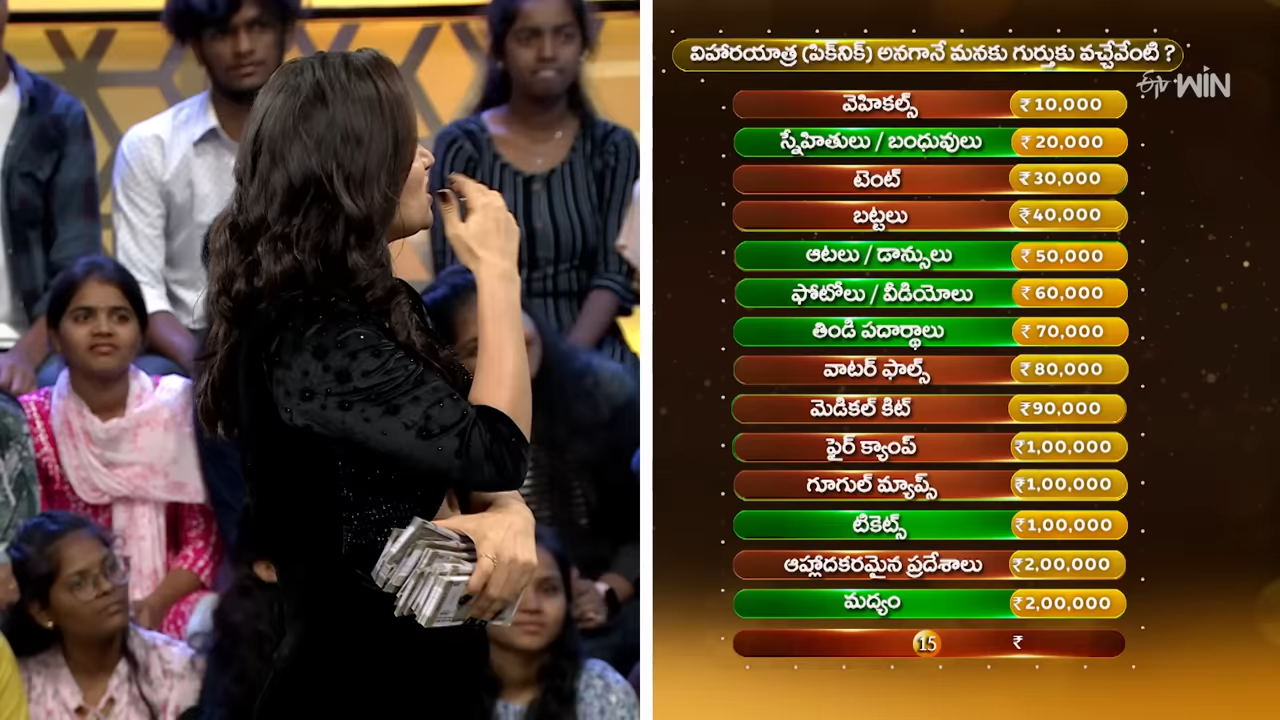 విహారయాత్ర (పిక్‌నిక్) అనగానే మనకు గుర్తుకు వచ్చేవేంటి ?
ఈటీవీ WIN
వెహికల్స్ ₹ 10,000
స్నేహితులు / బంధువులు ₹ 20,000
టెంట్ ₹ 30,000
బట్టలు ₹ 40,000
ఆటలు / డాన్సులు ₹ 50,000
ఫోటోలు / వీడియోలు ₹ 60,000
తిండి పదార్థాలు ₹ 70,000
వాటర్ ఫాల్స్ ₹ 80,000
మెడికల్ కిట్ ₹ 90,000
ఫైర్ క్యాంప్ ₹1,00,000
గూగుల్ మ్యాప్స్ ₹1,00,000
టికెట్స్ ₹1,00,000
ఆహ్లాదకరమైన ప్రదేశాలు ₹2,00,000
మద్యం ₹2,00,000
15 ₹